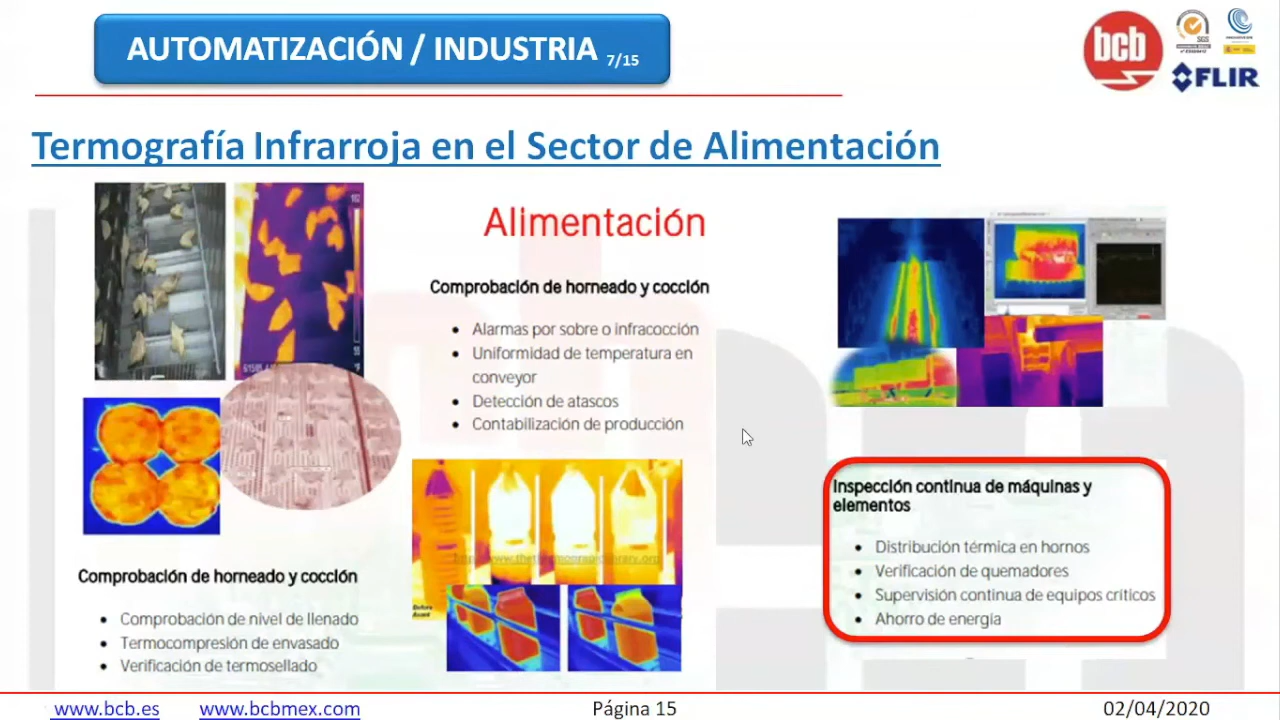 AUTOMATIZACIÓN / INDUSTRIA 7/15
bcb
SGS
FLIR
Termografía Infrarroja en el Sector de Alimentación
Alimentación
Comprobación de horneado y cocción
• Alarmas por sobre o infracocción
• Uniformidad de temperatura en
conveyor
• Detección de atascos
• Contabilización de producción
Comprobación de horneado y cocción
• Comprobación de nivel de llenado
• Termocompresión de envasado
• Verificación de termosellado
Inspección continua de máquinas y
elementos
• Distribución térmica en hornos
• Verificación de quemadores
• Supervisión continua de equipos críticos
• Ahorro de energía
www.bcb.es www.bcbmex.com Página 15 02/04/2020